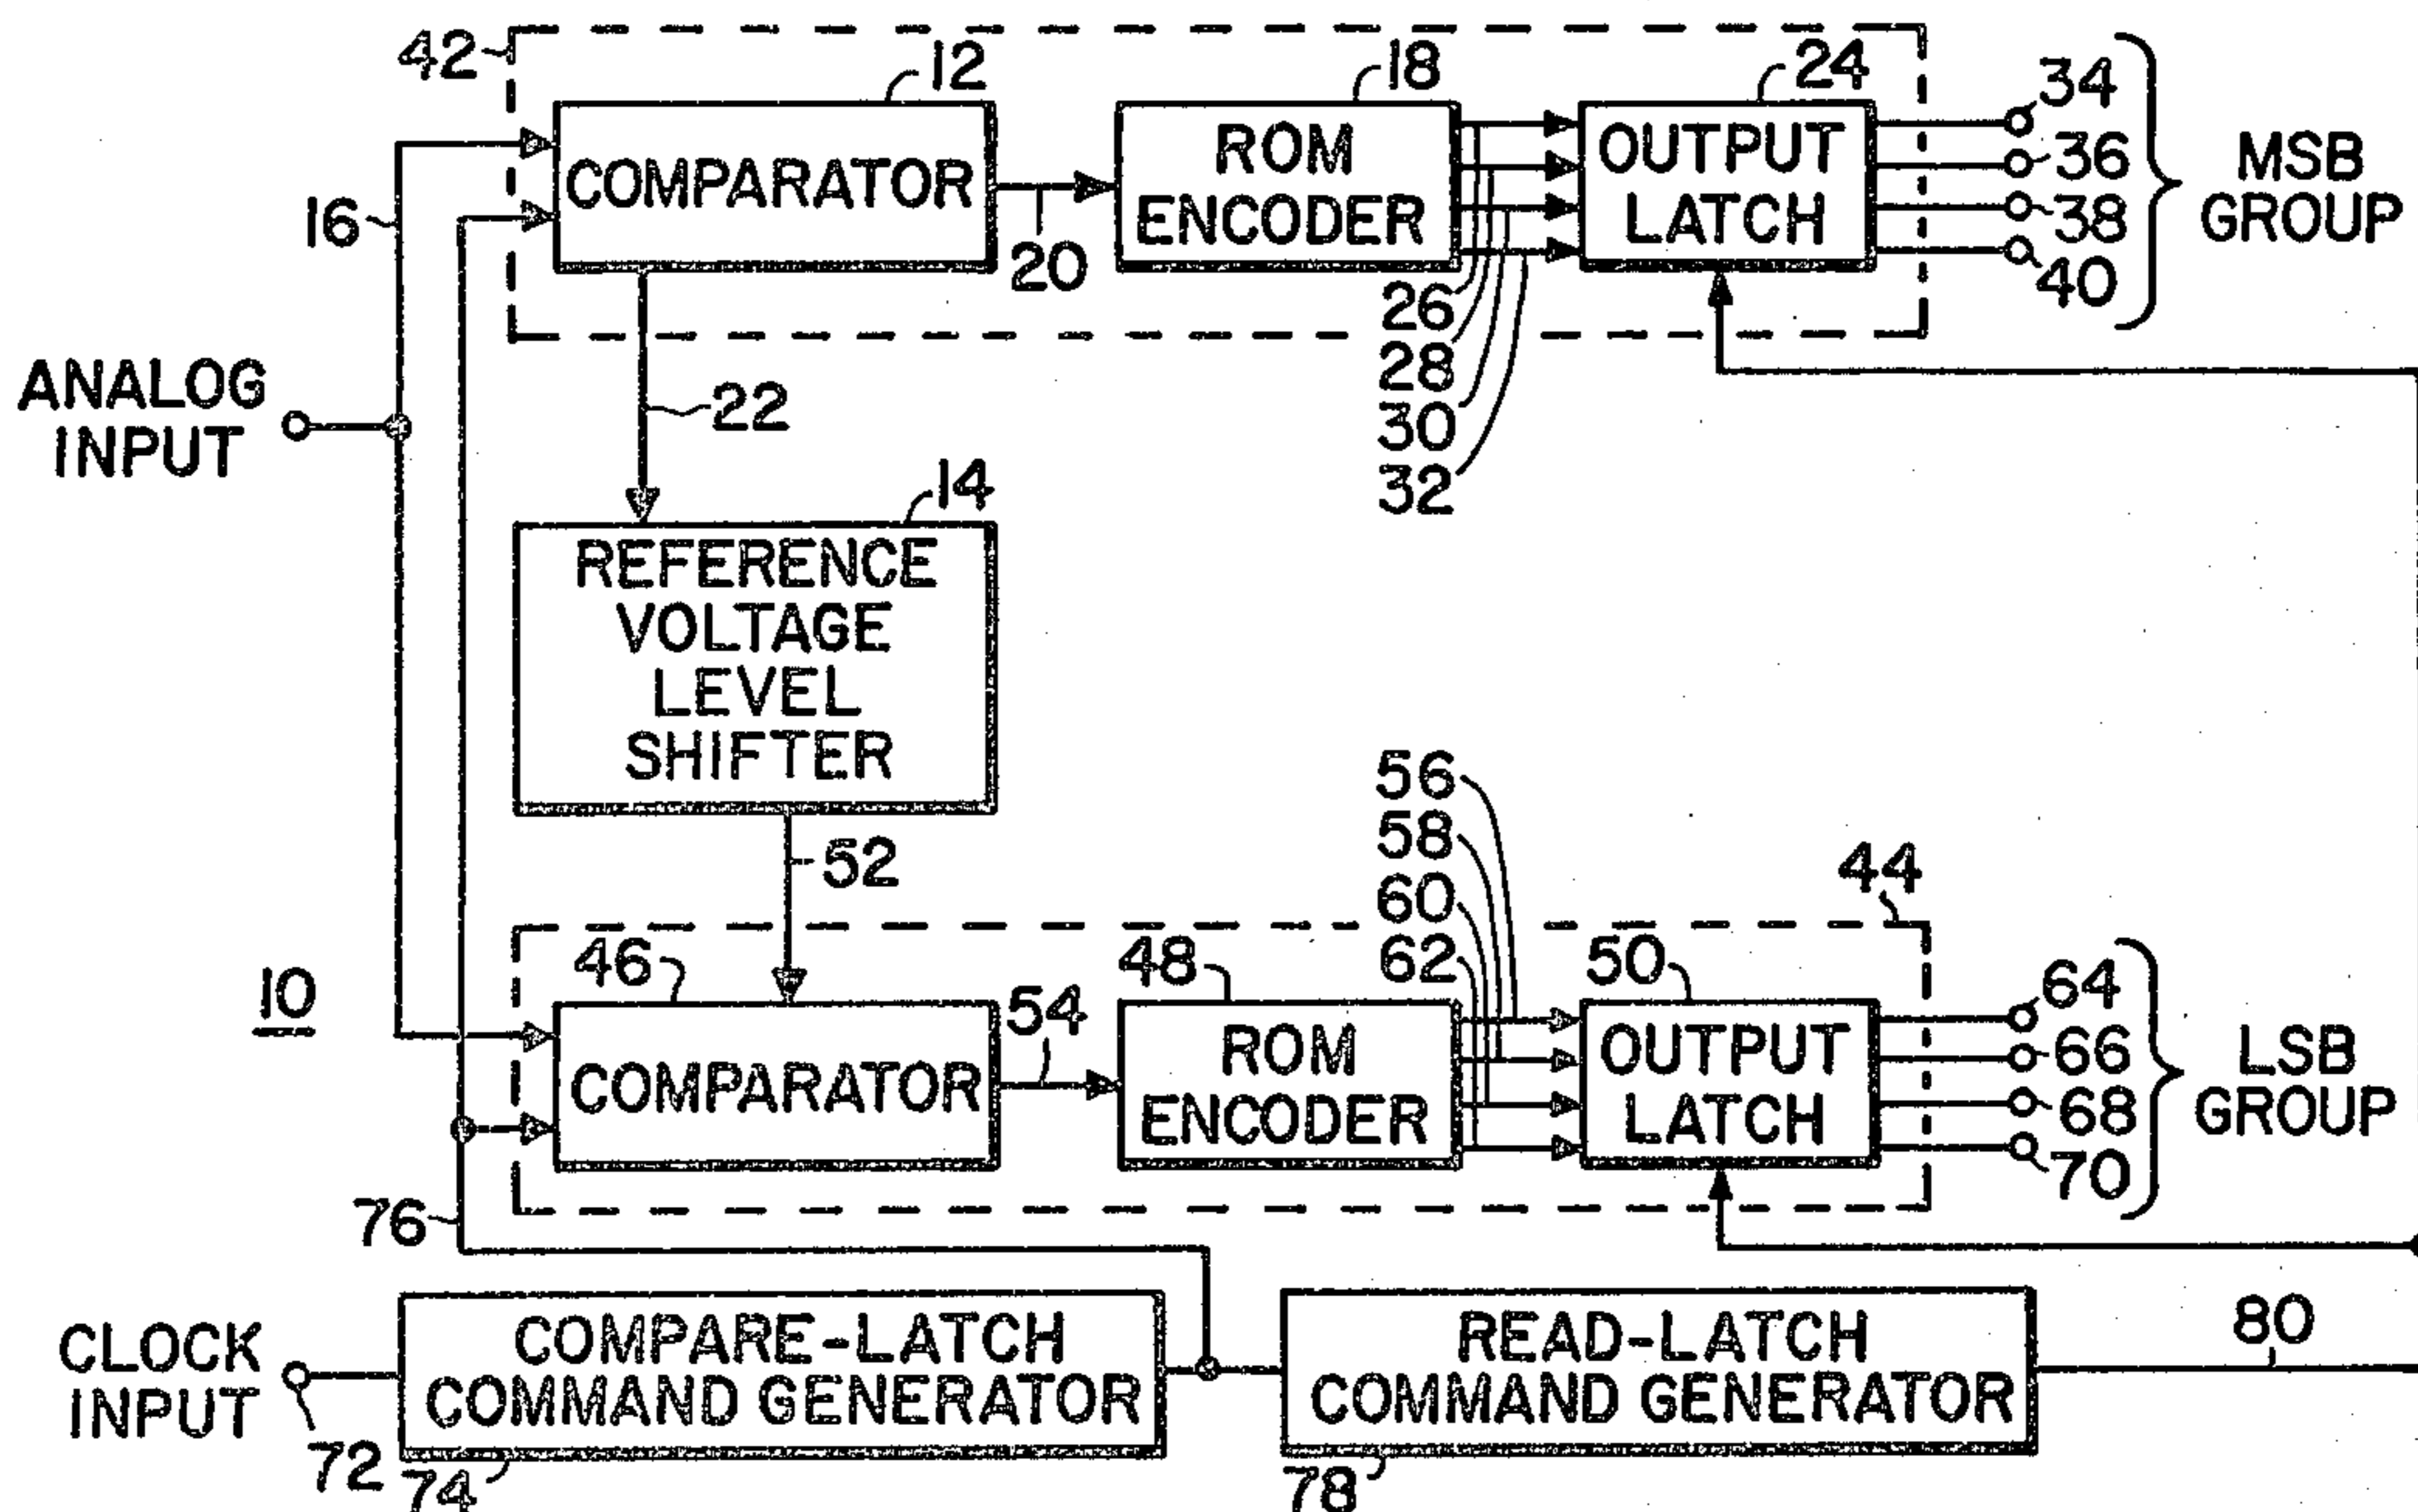 42
12
18
24
34
COMPARATOR
ROM
ENCODER
OUTPUT
LATCH
36
38
40
MSB
GROUP
16
20
26
28
30
32
22
ANALOG
INPUT
14
REFERENCE
VOLTAGE
LEVEL
SHIFTER
52
56
58
60
62
44
10
46
54
48
50
64
COMPARATOR
ROM
ENCODER
OUTPUT
LATCH
66
68
70
LSB
GROUP
76
CLOCK
INPUT
72
COMPARE-LATCH
COMMAND GENERATOR
74
READ-LATCH
COMMAND GENERATOR
78
80